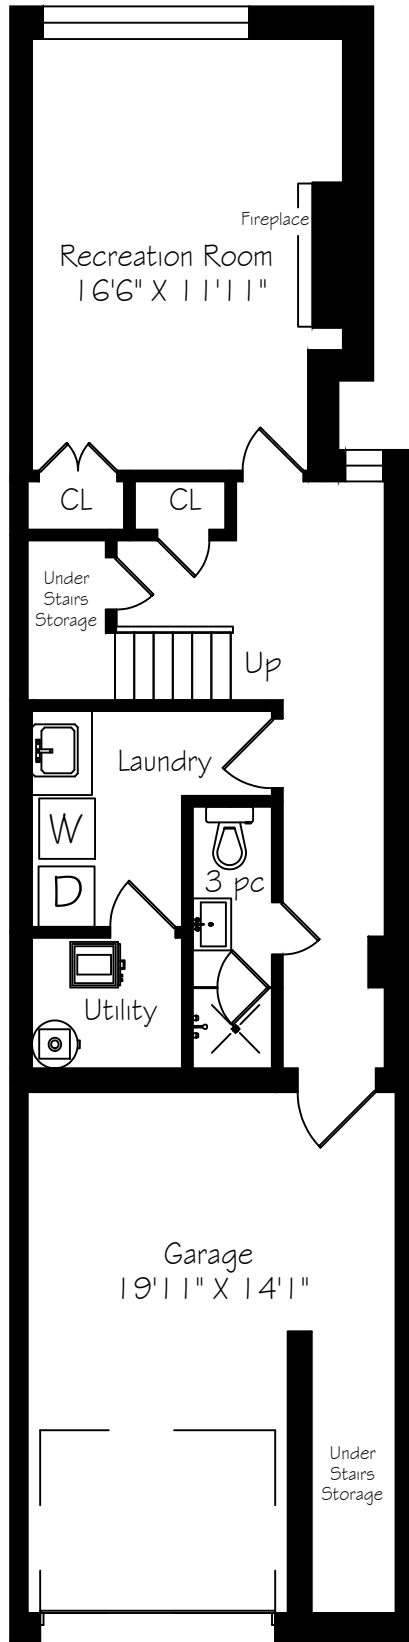 Fireplace
Recreation Room
16'6" X 11'11"
CL
CL
Under
Stairs
Storage
Up
Laundry
W
3 pc
D
Utility
Garage
19'11" X 14'1"
Under
Stairs
Storage